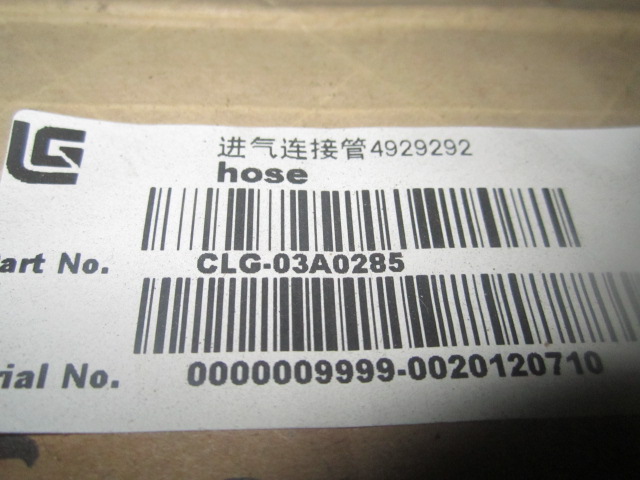 LG
进气连接管4929292
hose
art No. CLG-03A0285
rial No. 0000009999-0020120710